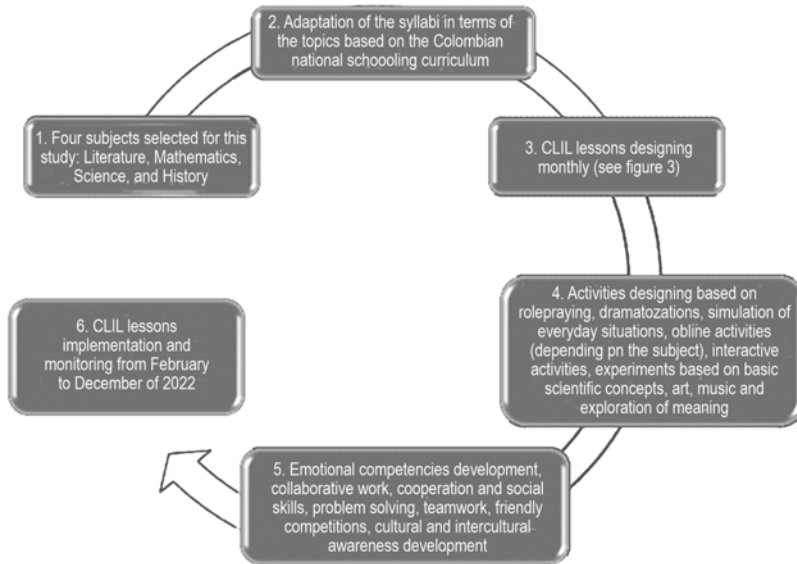 1. Four subjects selected for this
study: Literature, Mathematics,
Science, and History
2. Adaptation of the syllabi in terms of
the topics based on the Colombian
national schoooling curriculum
3. CLIL lessons designing
monthly (see figure 3)
4. Activities designing based on
rolepraying, dramatozations, simulation of
everyday situations, obline activities
(depending pn the subject), interactive
activities, experiments based on basic
scientific concepts, art, music and
exploration of meaning
5. Emotional competencies development,
collaborative work, cooperation and social
skills, problem solving, teamwork, friendly
competitions, cultural and intercultural
awareness development
6. CLIL lessons
implementation and
monitoring from February
to December of 2022